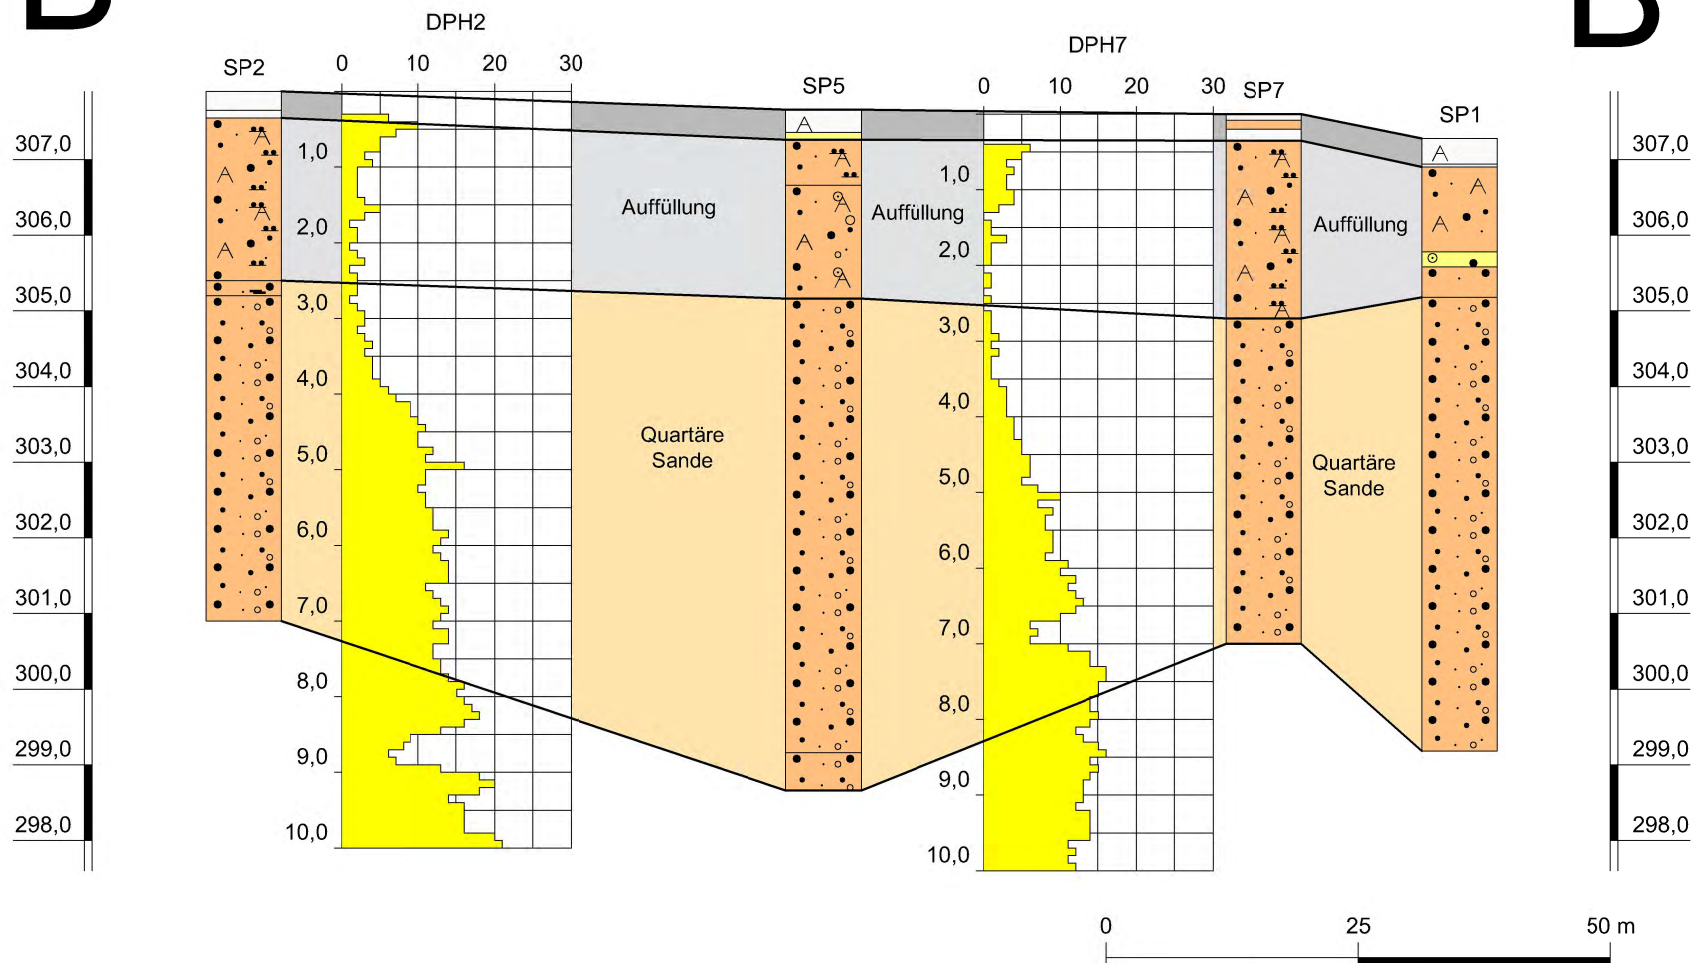 B
B
DPH2
DPH7
SP2
0
10
20
30
SP5
0
10
20
30
SP7
SP1
307,0
306,0
305,0
304,0
303,0
302,0
301,0
300,0
299,0
298,0
1,0
2,0
3,0
4,0
5,0
6,0
7,0
8,0
9,0
10,0
Auffüllung
Quartäre
Sande
A
A
A
A
A
A
A
A
A
A
Auffüllung
1,0
2,0
3,0
4,0
5,0
6,0
7,0
8,0
9,0
10,0
A
A
A
A
A
Auffüllung
Quartäre
Sande
A
A
A
307,0
306,0
305,0
304,0
303,0
302,0
301,0
300,0
299,0
298,0
0
25
50 m